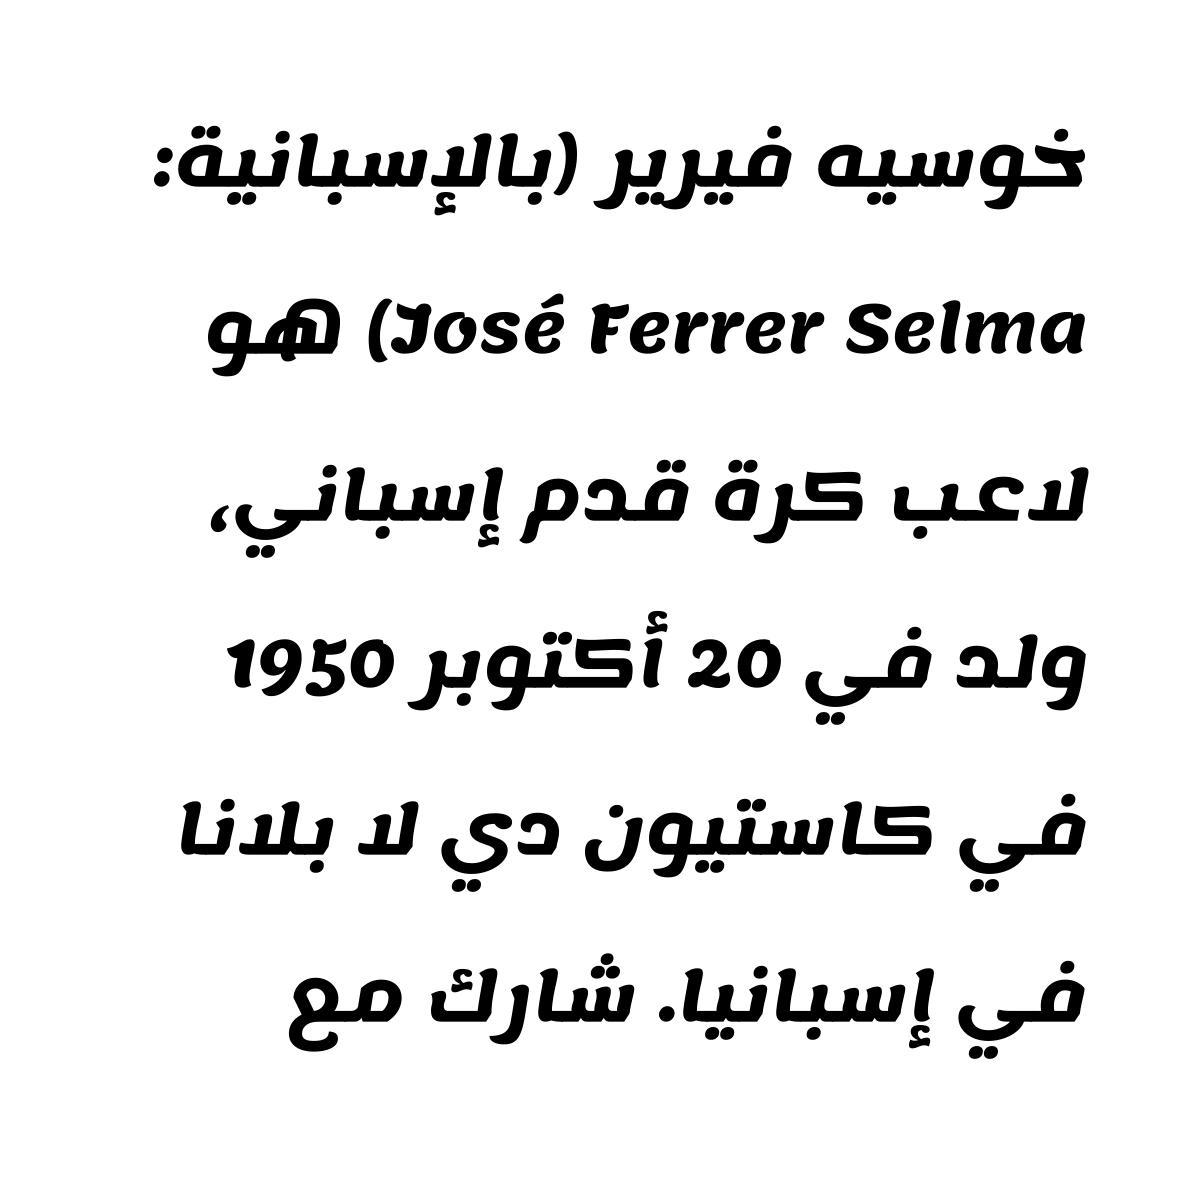 خوسيه فيرير (بالإسبانية:
José Ferrer Selma) هو
لاعب كرة قدم إسباني،
ولد في 20 أكتوبر 1950
في كاستيون دي لا بلانا
في إسبانيا. شارك مع